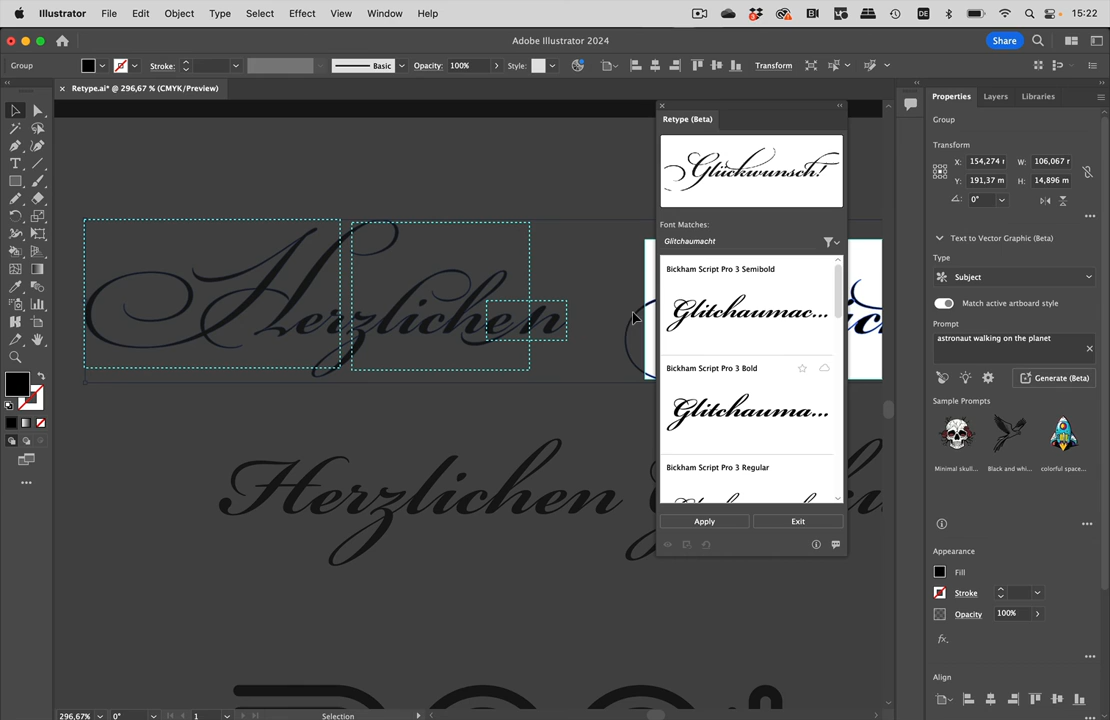 Illustrator File Edit Object Type Select Effect View Window Help DE 15:22
Adobe Illustrator 2024 Share
Group Stroke: Basic Opacity: 100% Style: Transform
Retype.ai* @ 296,67 % (CMYK/Preview)
Properties Layers Libraries
Group
Transform
X: 154,274 W: 106,067
Y: 191,37 m H: 14,896 m
0°
Text to Vector Graphic (Beta)
Type
Subject
Match active artboard style
Prompt
astronaut walking on the planet
Generate (Beta)
Sample Prompts
Minimal skull... Black and whi... colorful space...
Appearance
Fill
Stroke
Opacity 100%
fx
Align
Retype (Beta)
Glückwunsch!
Font Matches:
Glitchaumacht
Bickham Script Pro 3 Semibold
Glitchaumac...
Bickham Script Pro 3 Bold
Glitchauma...
Bickham Script Pro 3 Regular
Apply Exit
Herzlichen
Herzlichen
296,67% 0° 1 Selection